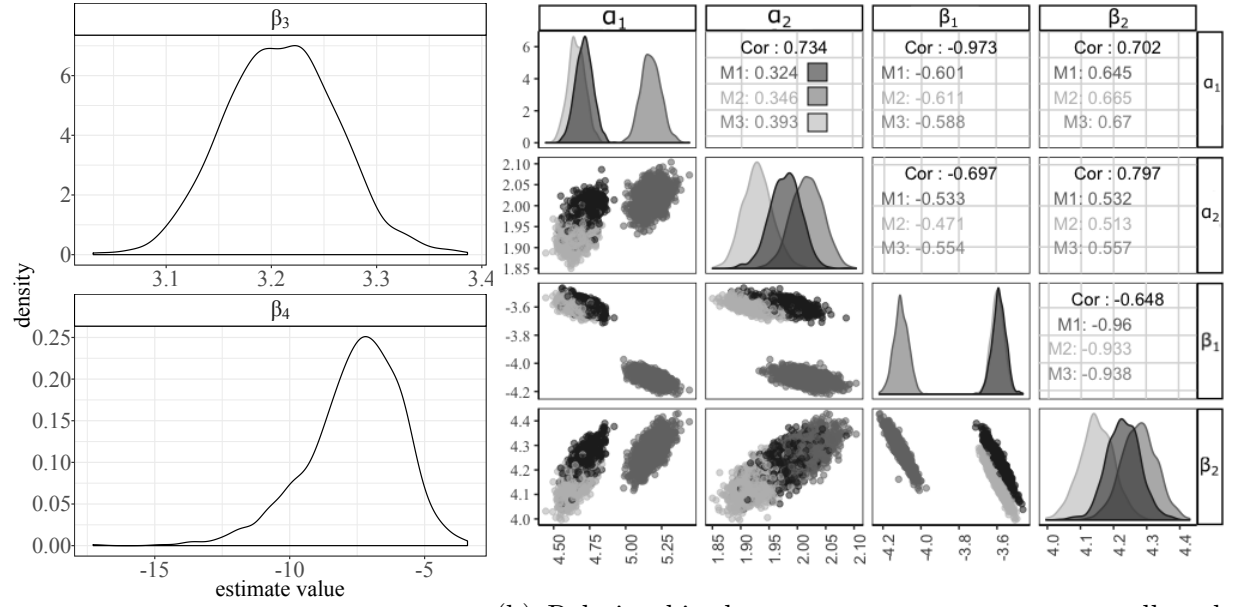 β3
6
4
2
0
3.1 3.2 3.3 3.4
density
β4
0.25
0.20
0.15
0.10
0.05
0.00
-15 -10 -5
estimate value
α1 α2 β1 β2
6
4
2
0
Cor : 0.734
M1: 0.324
M2: 0.346
M3: 0.393
Cor : -0.973
M1: -0.601
M2: -0.611
M3: -0.588
Cor : 0.702
M1: 0.645
M2: 0.665
M3: 0.67
α1
2.10
2.05
2.00
1.95
1.90
1.85
Cor : -0.697
M1: -0.533
M2: -0.471
M3: -0.554
Cor : 0.797
M1: 0.532
M2: 0.513
M3: 0.557
α2
-3.6
-3.8
-4.0
-4.2
Cor : -0.648
M1: -0.96
M2: -0.933
M3: -0.938
β1
4.4
4.3
4.2
4.1
4.0
β2
4.50 4.75 5.00 5.25
1.85 1.90 1.95 2.00 2.05 2.10
-4.2 -4.0 -3.8 -3.6
4.0 4.1 4.2 4.3 4.4